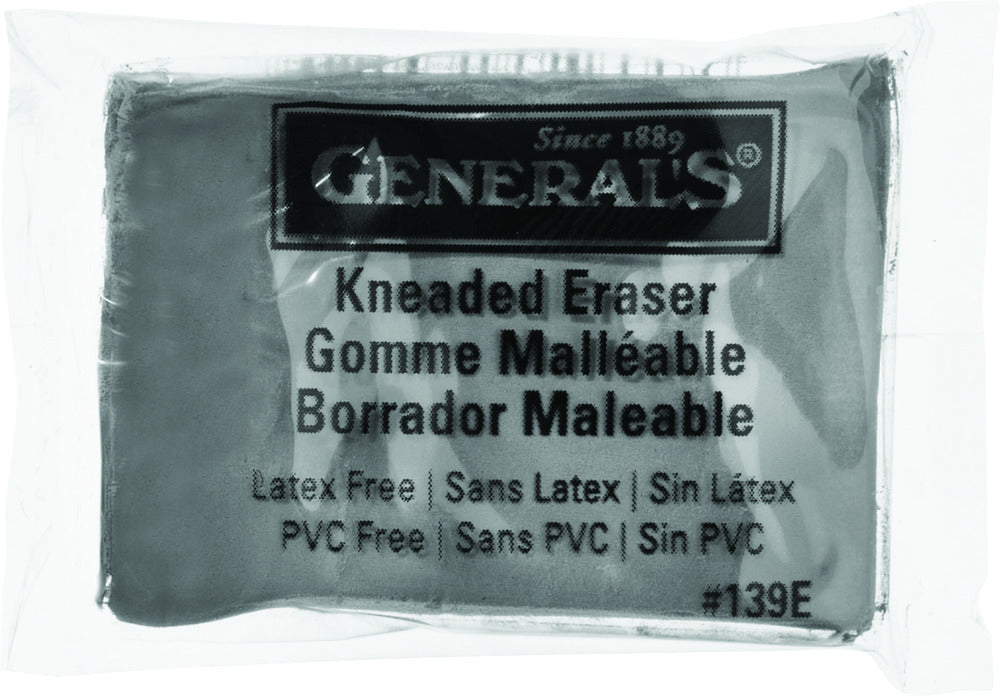 Since 1889
GENERAL'S®
Kneaded Eraser
Gomme Malléable
Borrador Maleable
Latex Free | Sans Latex | Sin Látex
PVC Free | Sans PVC | Sin PVC
#139E